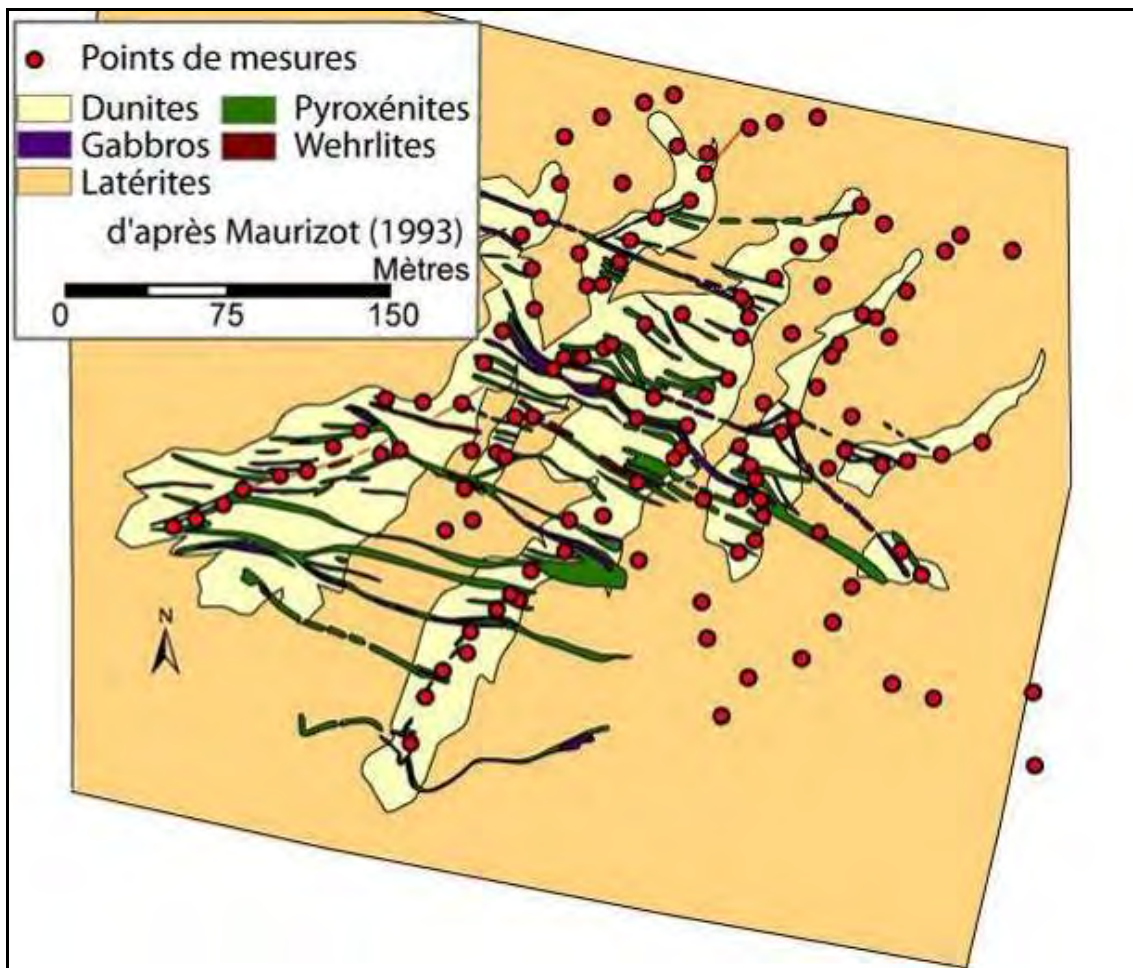 Points de mesures
Dunites Pyroxénites
Gabbros Wehrlites
Latérites
d'après Maurizot (1993)
Mètres
0 75 150
N